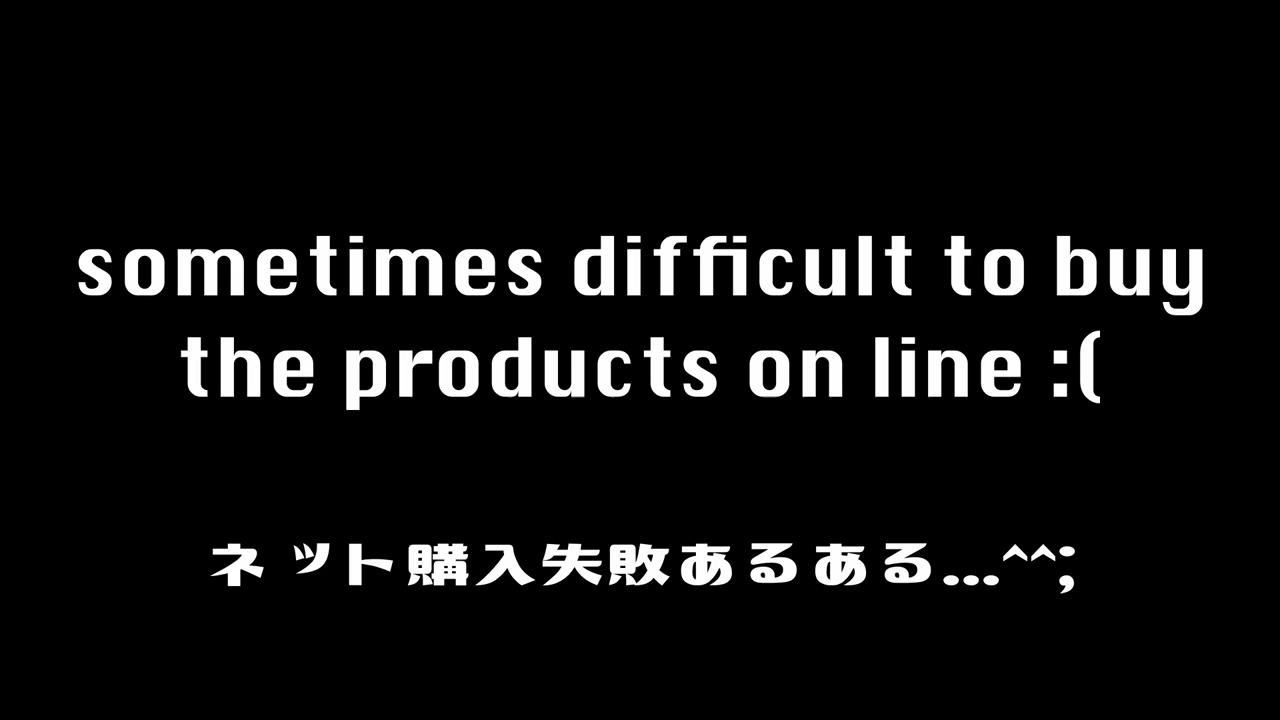 sometimes difficult to buy
the products on line :(
ネット購入失敗あるある...^^;